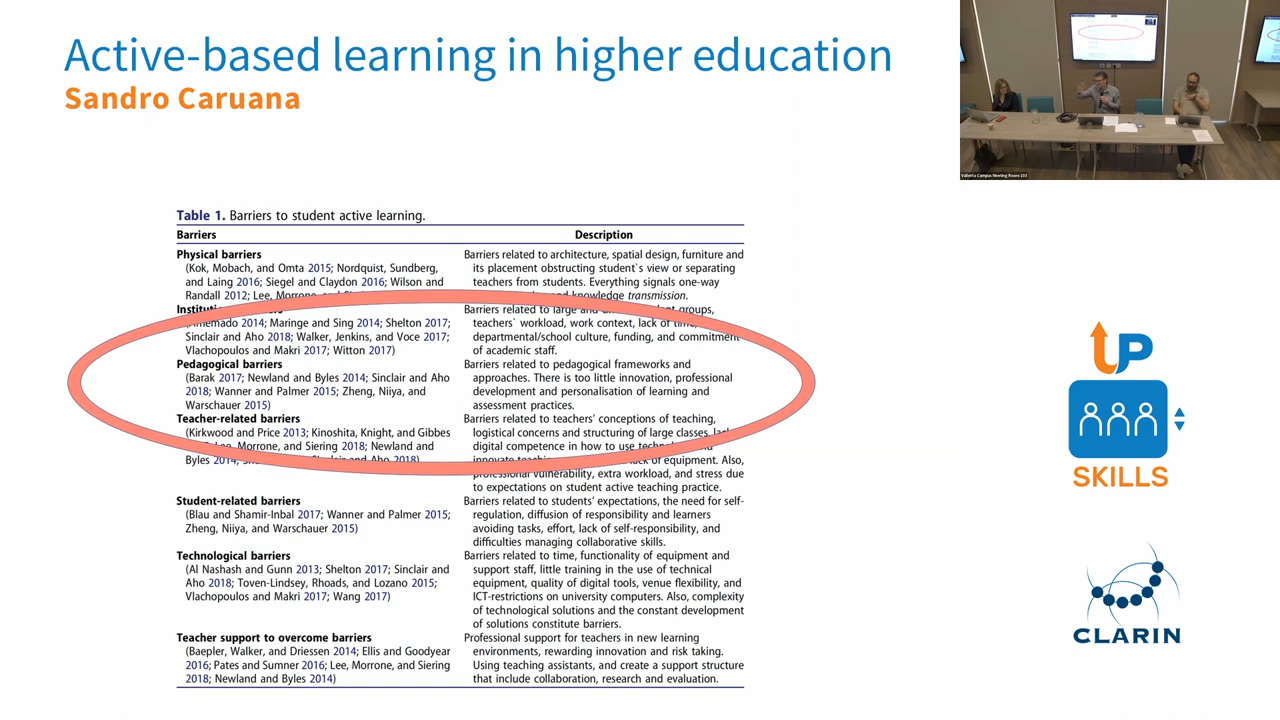 Active-based learning in higher education
Sandro Caruana
Valletta Campus Meeting Room 103
Table 1. Barriers to student active learning.
Barriers Description
Physical barriers
(Kok, Mobach, and Omta 2015; Nordquist, Sundberg,
and Laing 2016; Siegel and Claydon 2016; Wilson and
Randall 2012; Lee, Morrone, and
Barriers related to architecture, spatial design, furniture and
its placement obstructing student`s view or separating
teachers from students. Everything signals one-way
and knowledge transmission.
2014; Maringe and Sing 2014; Shelton 2017;
Sinclair and Aho 2018; Walker, Jenkins, and Voce 2017;
Vlachopoulos and Makri 2017; Witton 2017)
Barriers related to large and groups,
teachers` workload, work context, lack of time,
departmental/school culture, funding, and commitment
of academic staff.
Pedagogical barriers
(Barak 2017; Newland and Byles 2014; Sinclair and Aho
2018; Wanner and Palmer 2015; Zheng, Niiya, and
Warschauer 2015)
Barriers related to pedagogical frameworks and
approaches. There is too little innovation, professional
development and personalisation of learning and
assessment practices.
Teacher-related barriers
(Kirkwood and Price 2013; Kinoshita, Knight, and Gibbes
Lee, Morrone, and Siering 2018; Newland and
Byles 2014; Sinclair and Aho 2018)
Barriers related to teachers’ conceptions of teaching,
logistical concerns and structuring of large classes, lack
digital competence in how to use and
innovate lack of equipment. Also,
professional vulnerability, extra workload, and stress due
to expectations on student active teaching practice.
Student-related barriers
(Blau and Shamir-Inbal 2017; Wanner and Palmer 2015;
Zheng, Niiya, and Warschauer 2015)
Barriers related to students’ expectations, the need for self-
regulation, diffusion of responsibility and learners
avoiding tasks, effort, lack of self-responsibility, and
difficulties managing collaborative skills.
Technological barriers
(Al Nashash and Gunn 2013; Shelton 2017; Sinclair and
Aho 2018; Toven-Lindsey, Rhoads, and Lozano 2015;
Vlachopoulos and Makri 2017; Wang 2017)
Barriers related to time, functionality of equipment and
support staff, little training in the use of technical
equipment, quality of digital tools, venue flexibility, and
ICT-restrictions on university computers. Also, complexity
of technological solutions and the constant development
of solutions constitute barriers.
Teacher support to overcome barriers
(Baepler, Walker, and Driessen 2014; Ellis and Goodyear
2016; Pates and Sumner 2016; Lee, Morrone, and Siering
2018; Newland and Byles 2014)
Professional support for teachers in new learning
environments, rewarding innovation and risk taking.
Using teaching assistants, and create a support structure
that include collaboration, research and evaluation.
UP
SKILLS
CLARIN